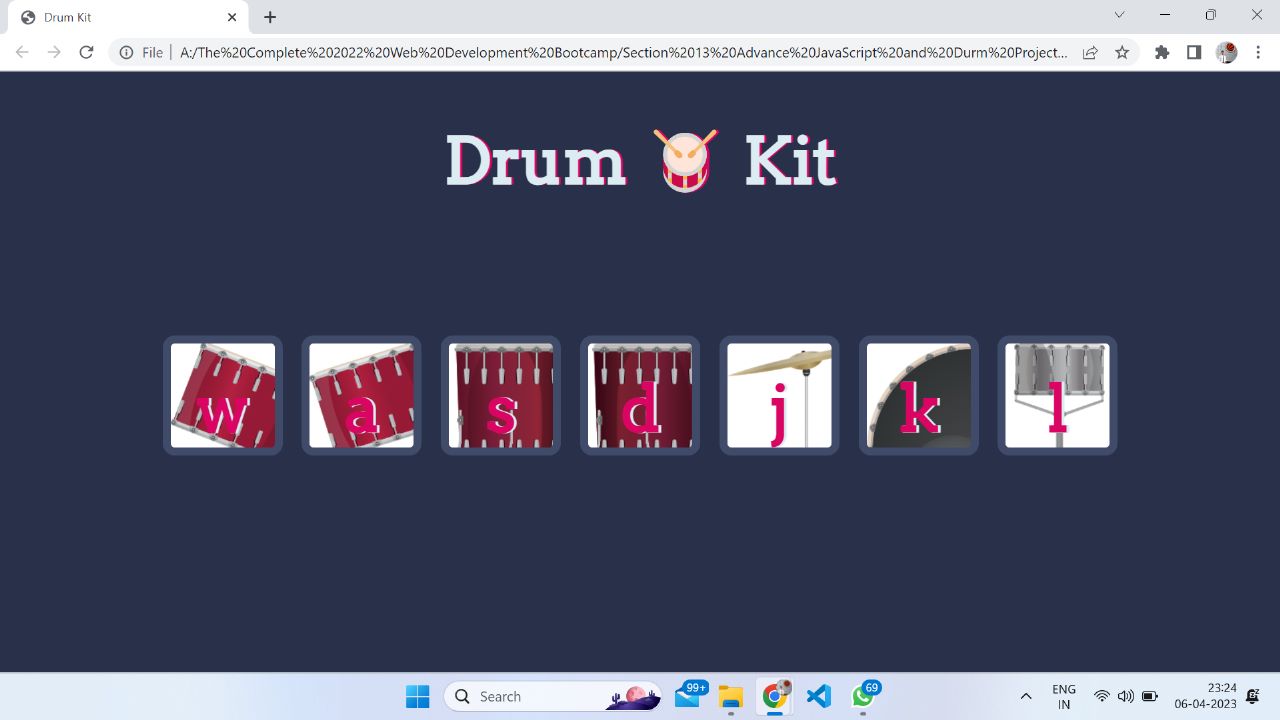 Drum Kit
File | A:/The%20Complete%202022%20Web%20Development%20Bootcamp/Section%2013%20Advance%20JavaScript%20and%20Durm%20Project...
Drum Kit
w a s d j k l
Search
99+
69
ENG
IN
23:24
06-04-2023